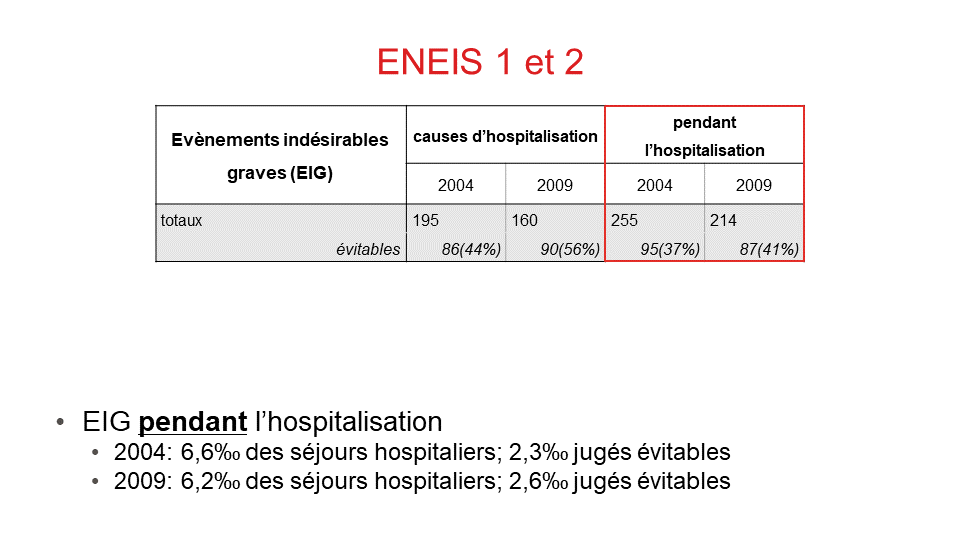 ENEIS 1 et 2
Evènements indésirables
graves (EIG)
causes d’hospitalisation
pendant
l’hospitalisation
2004 2009 2004 2009
totaux 195 160 255 214
évitables 86(44%) 90(56%) 95(37%) 87(41%)
• EIG pendant l’hospitalisation
• 2004: 6,6‰ des séjours hospitaliers; 2,3‰ jugés évitables
• 2009: 6,2‰ des séjours hospitaliers; 2,6‰ jugés évitables